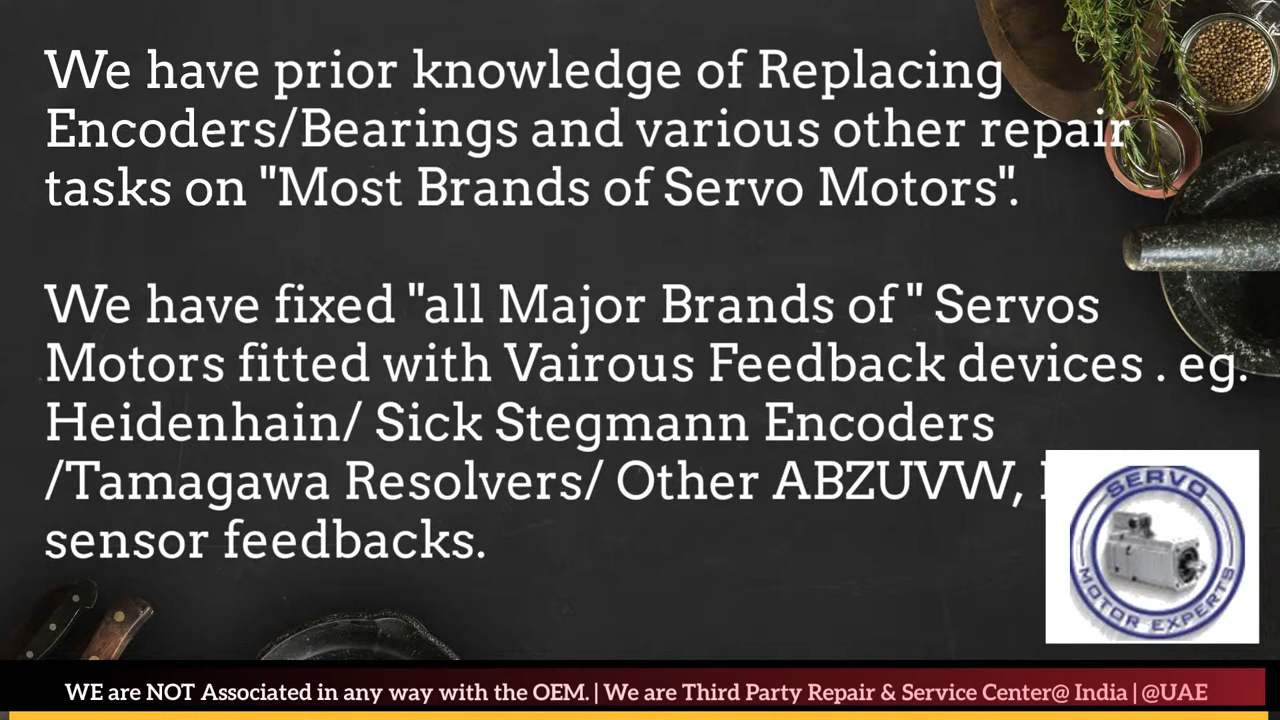 We have prior knowledge of Replacing
Encoders/Bearings and various other repair
tasks on "Most Brands of Servo Motors".
We have fixed "all Major Brands of " Servos
Motors fitted with Vairous Feedback devices . eg.
Heidenhain/ Sick Stegmann Encoders
/Tamagawa Resolvers/ Other ABZUVW,
sensor feedbacks.
SERVO
MOTOR EXPERTS
WE are NOT Associated in any way with the OEM. | We are Third Party Repair & Service Center@ India | @UAE